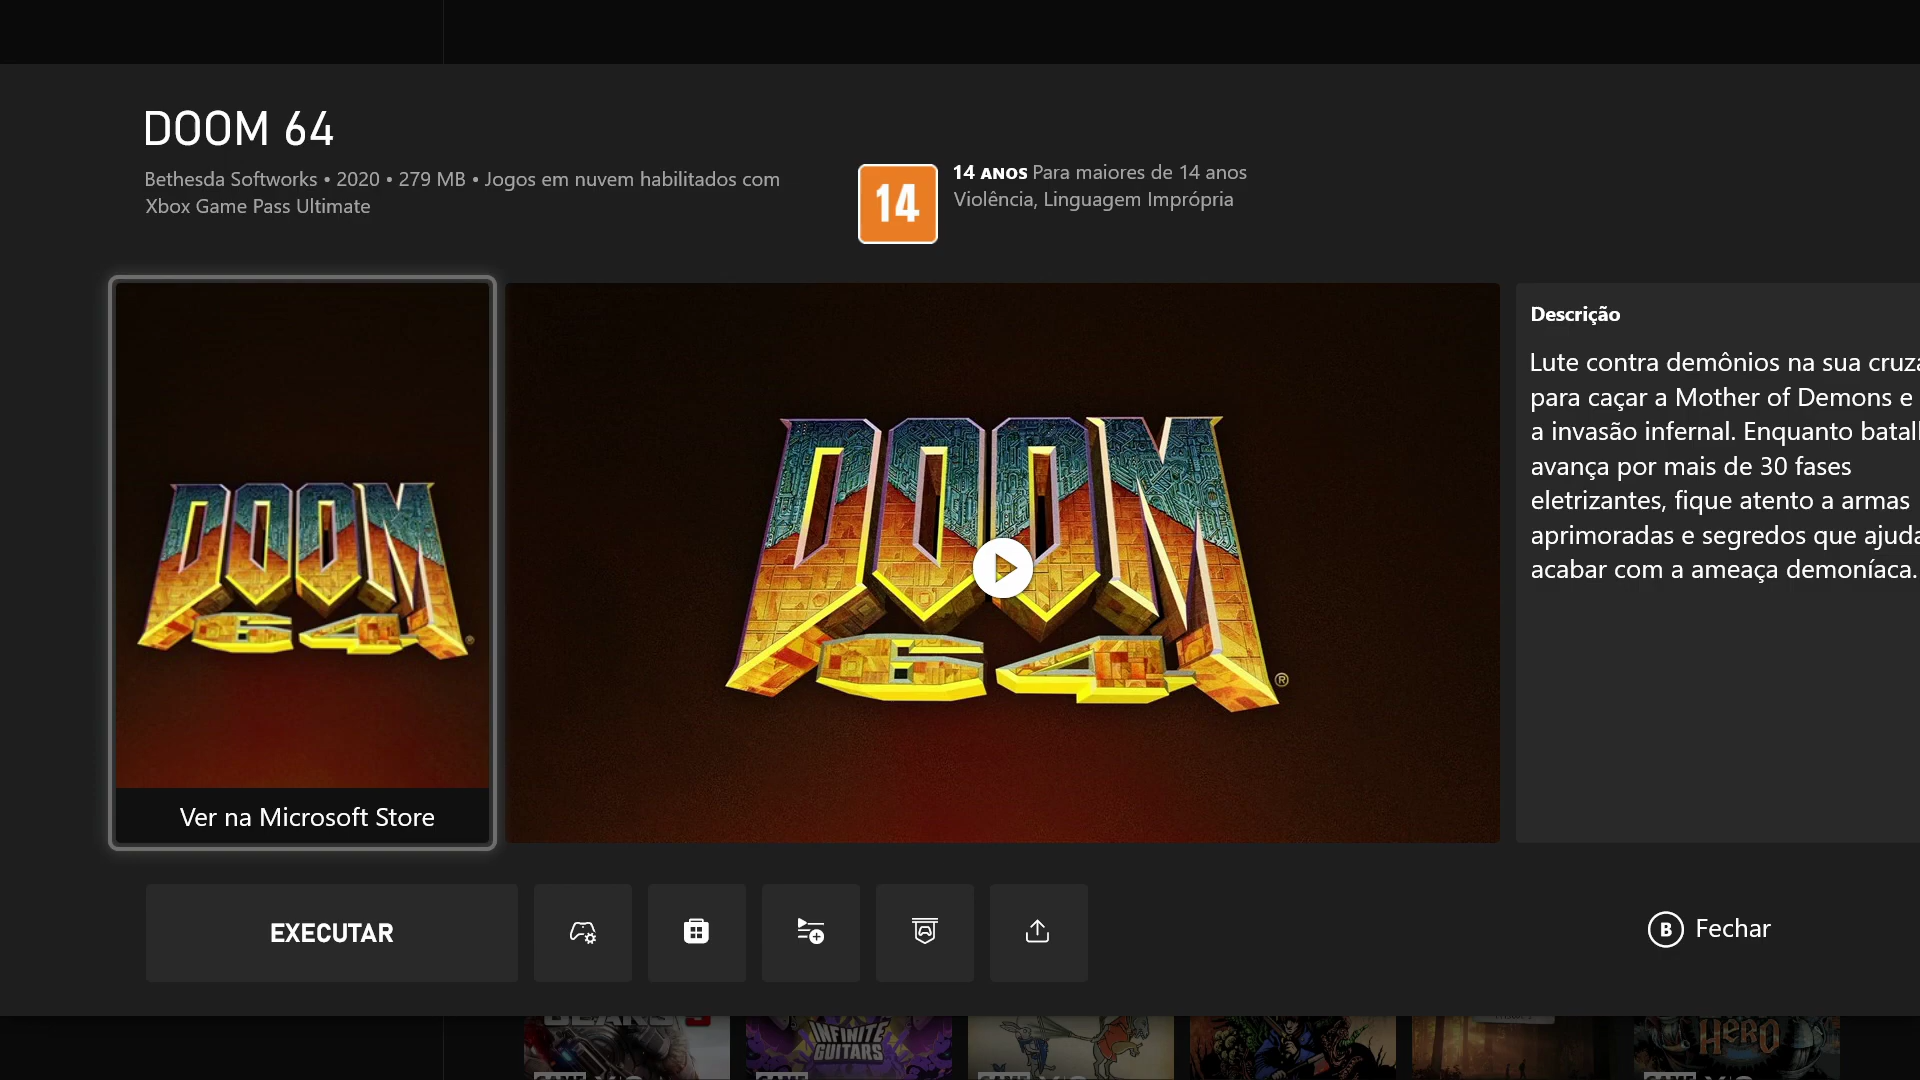 DOOM 64
Bethesda Softworks • 2020 • 279 MB • Jogos em nuvem habilitados com
Xbox Game Pass Ultimate
14
14 ANOS Para maiores de 14 anos
Violência, Linguagem Imprópria
DOOM
64
®
Ver na Microsoft Store
DOOM
64
®
Descrição
Lute contra demônios na sua cruza
para caçar a Mother of Demons e
a invasão infernal. Enquanto batal
avança por mais de 30 fases
eletrizantes, fique atento a armas
aprimoradas e segredos que ajuda
acabar com a ameaça demoníaca.
EXECUTAR
B Fechar
INFINITE
GUITARS
HERO